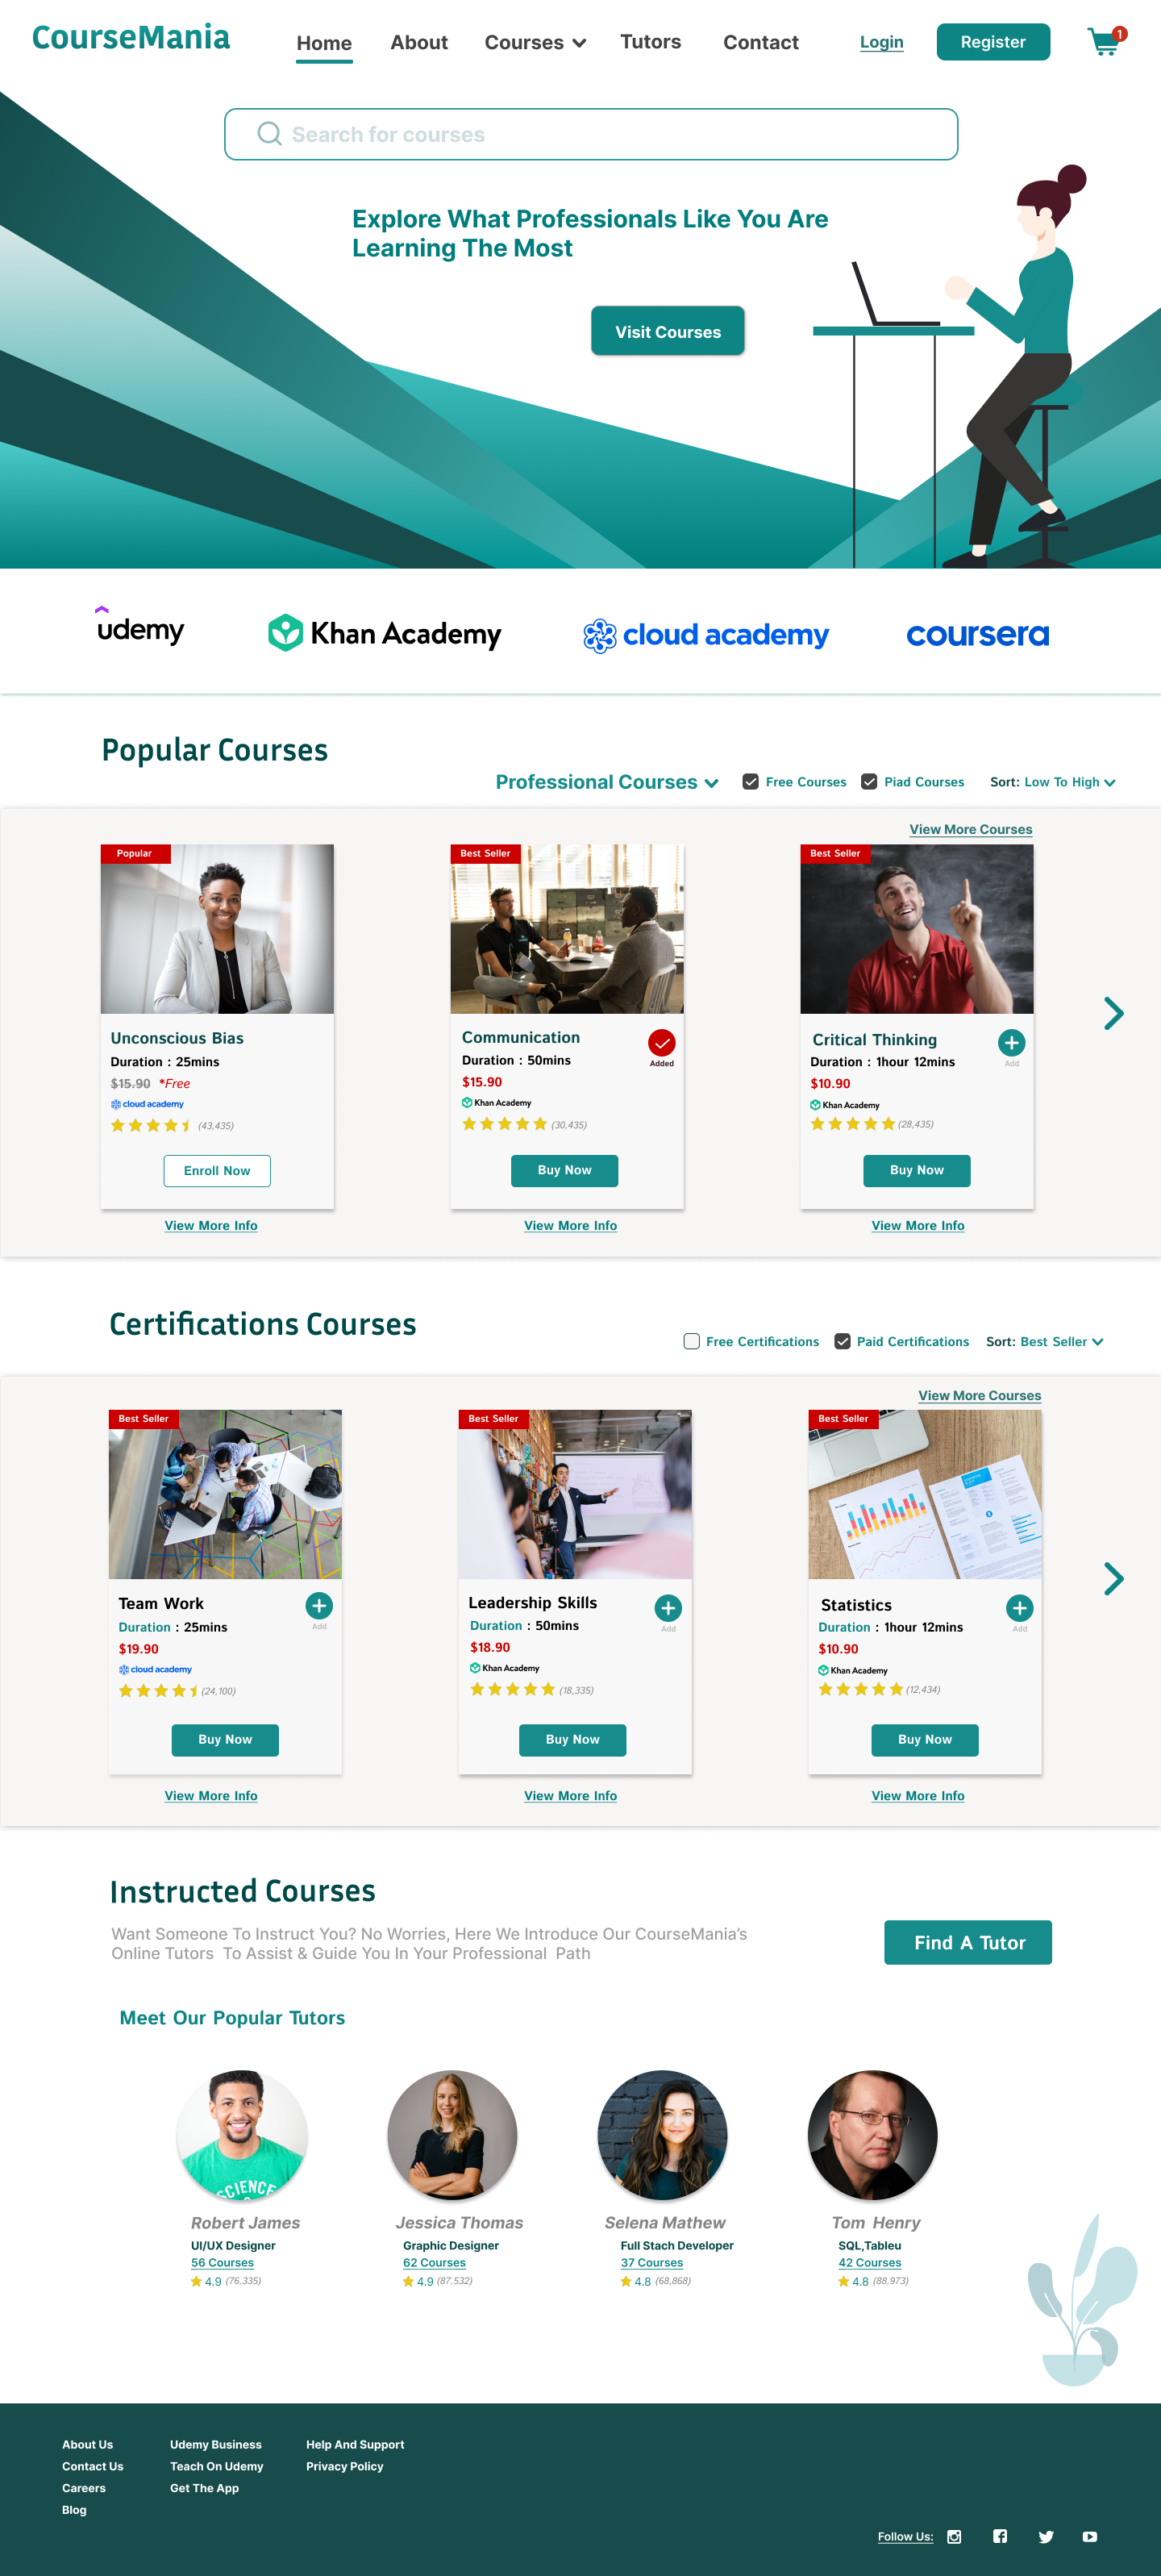 CourseMania
Home
About
Courses
Tutors
Contact
Login
Register
1
Search for courses
Explore What Professionals Like You Are
Learning The Most
Visit Courses
udemy
Khan Academy
cloud academy
coursera
Popular Courses
Professional Courses
Free Courses
Piad Courses
Sort: Low To High
View More Courses
Popular
Unconscious Bias
Duration : 25mins
$15.90 *Free
cloud academy
(43,435)
Enroll Now
View More Info
Best Seller
Communication
Duration : 50mins
Added
$15.90
Khan Academy
(30,435)
Buy Now
View More Info
Best Seller
Critical Thinking
Duration : 1hour 12mins
Add
$10.90
Khan Academy
(28,435)
Buy Now
View More Info
Certifications Courses
Free Certifications
Paid Certifications
Sort: Best Seller
View More Courses
Best Seller
Team Work
Duration : 25mins
Add
$19.90
cloud academy
(24,100)
Buy Now
View More Info
Best Seller
Leadership Skills
Duration : 50mins
Add
$18.90
Khan Academy
(18,335)
Buy Now
View More Info
Best Seller
Statistics
Duration : 1hour 12mins
Add
$10.90
Khan Academy
(12,434)
Buy Now
View More Info
Instructed Courses
Want Someone To Instruct You? No Worries, Here We Introduce Our CourseMania's
Online Tutors To Assist & Guide You In Your Professional Path
Find A Tutor
Meet Our Popular Tutors
SCIENCE
Robert James
UI/UX Designer
56 Courses
4.9 (76,335)
Jessica Thomas
Graphic Designer
62 Courses
4.9 (87,532)
Selena Mathew
Full Stach Developer
37 Courses
4.8 (68,868)
Tom Henry
SQL,Tableu
42 Courses
4.8 (88,973)
About Us
Contact Us
Careers
Blog
Udemy Business
Teach On Udemy
Get The App
Help And Support
Privacy Policy
Follow Us: